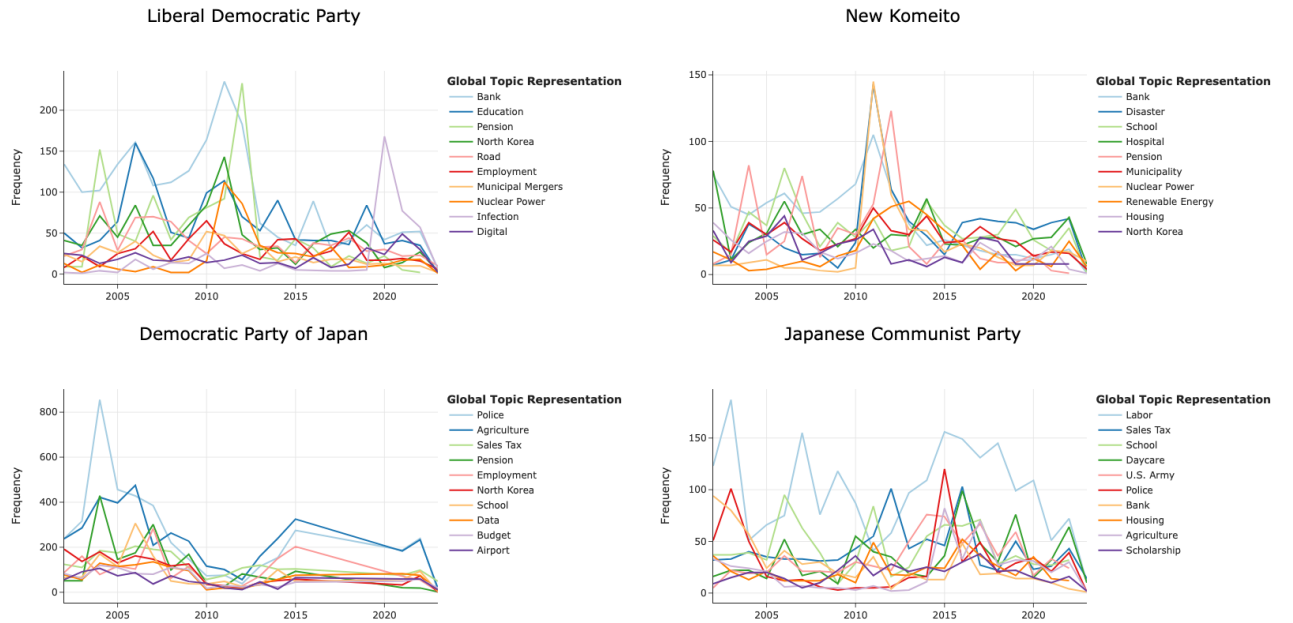 Liberal Democratic Party
Frequency
200
150
100
50
0
2005
2010
2015
2020
Global Topic Representation
Bank
Education
Pension
North Korea
Road
Employment
Municipal Mergers
Nuclear Power
Infection
Digital
New Komeito
Frequency
150
100
50
0
2005
2010
2015
2020
Global Topic Representation
Bank
Disaster
School
Hospital
Pension
Municipality
Nuclear Power
Renewable Energy
Housing
North Korea
Democratic Party of Japan
Frequency
800
600
400
200
0
2005
2010
2015
2020
Global Topic Representation
Police
Agriculture
Sales Tax
Pension
Employment
North Korea
School
Data
Budget
Airport
Japanese Communist Party
Frequency
150
100
50
0
2005
2010
2015
2020
Global Topic Representation
Labor
Sales Tax
School
Daycare
U.S. Army
Police
Bank
Housing
Agriculture
Scholarship